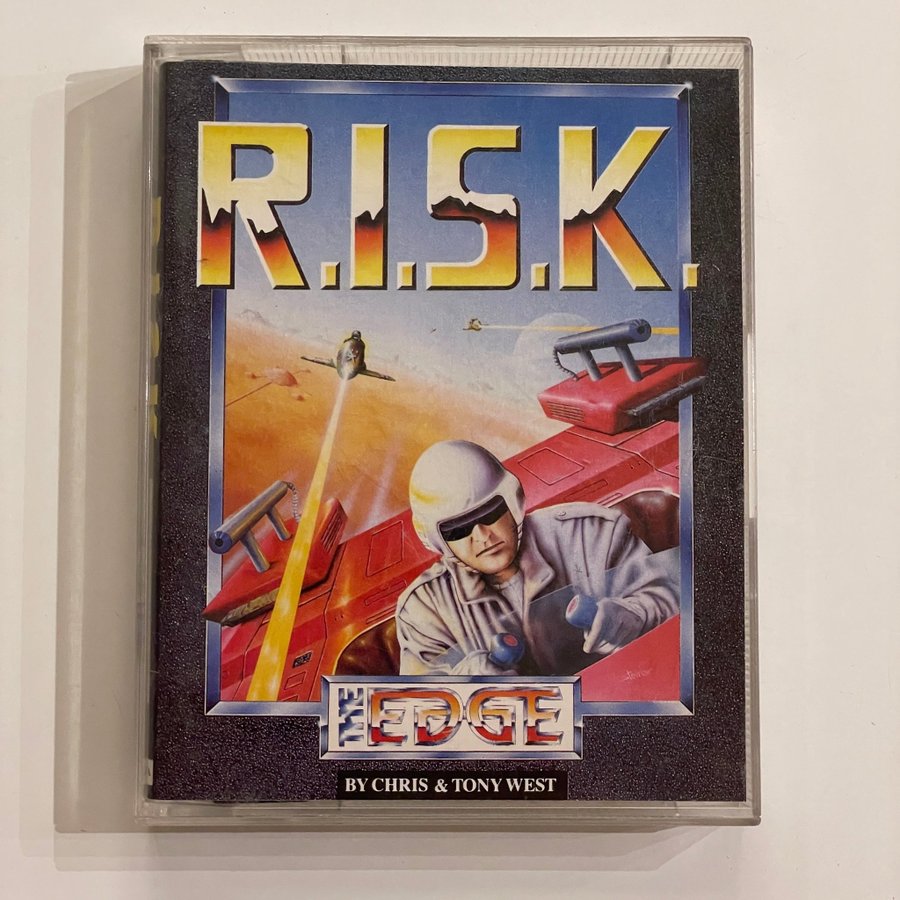 R.I.S.K.
THE EDGE
BY CHRIS & TONY WEST